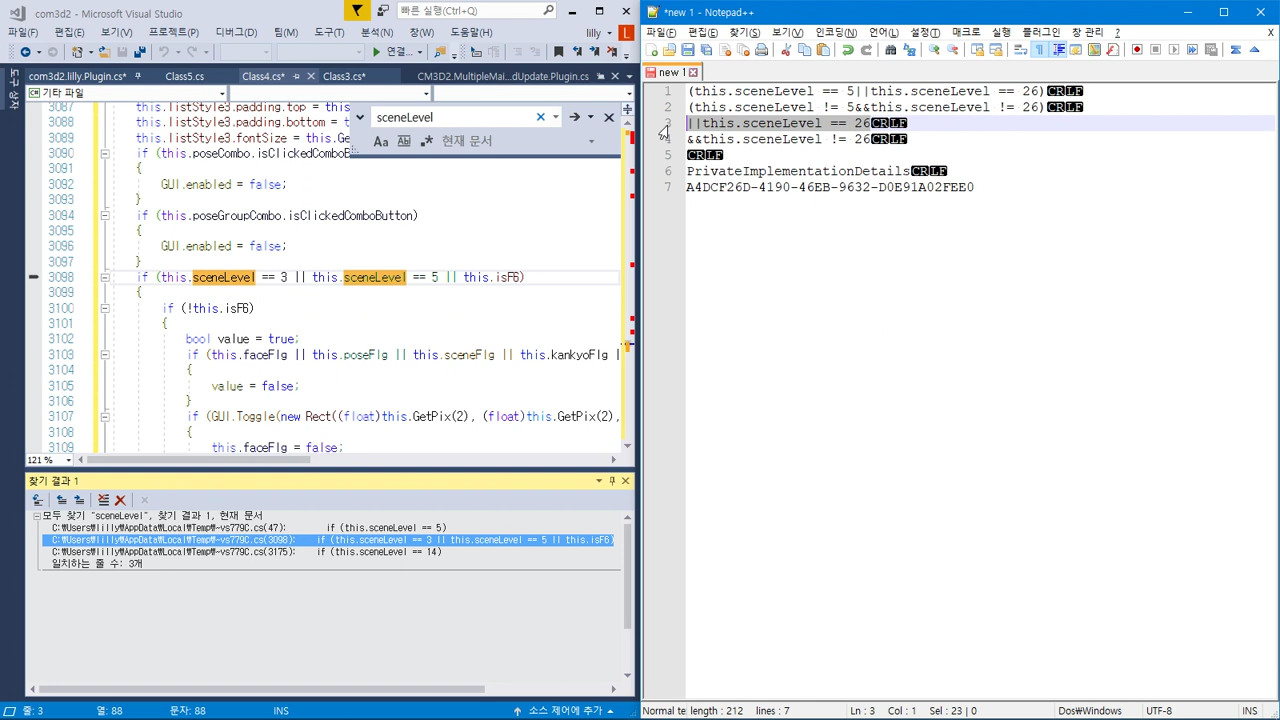 com3d2 - Microsoft Visual Studio
빠른 실행(Ctrl+Q)
파일(F) 편집(E) 보기(V) 프로젝트(P) 디버그(D)
팀(M) 도구(T) 분석(N) 창(W) 도움말(H)
lilly
연결...
com3d2.lilly.Plugin.cs* Class5.cs Class4.cs* Class3.cs* CM3D2.MultipleMai...dUpdate.Plugin.cs
기타 파일
sceneLevel
Aa Ab .* 현재 문서
3087 this.listStyle3.padding.top = this
3088 this.listStyle3.padding.bottom = t
3089 this.listStyle3.fontSize = this.Ge
3090 if (this.poseCombo.isClickedComboB
3091 {
3092 GUI.enabled = false;
3093 }
3094 if (this.poseGroupCombo.isClickedComboButton)
3095 {
3096 GUI.enabled = false;
3097 }
3098 if (this.sceneLevel == 3 || this.sceneLevel == 5 || this.isF6)
3099 {
3100 if (!this.isF6)
3101 {
3102 bool value = true;
3103 if (this.faceFlg || this.poseFlg || this.sceneFlg || this.kankyoFlg |
3104 {
3105 value = false;
3106 }
3107 if (GUI.Toggle(new Rect((float)this.GetPix(2), (float)this.GetPix(2),
3108 {
3109 this.faceFlg = false;
121 %
찾기 결과 1
모두 찾기 "sceneLevel", 찾기 결과 1, 현재 문서
C:\Users\lilly\AppData\Local\Temp\~vs779C.cs(47): if (this.sceneLevel == 5)
C:\Users\lilly\AppData\Local\Temp\~vs779C.cs(3098): if (this.sceneLevel == 3 || this.sceneLevel == 5 || this.isF6)
C:\Users\lilly\AppData\Local\Temp\~vs779C.cs(3175): if (this.sceneLevel == 14)
일치하는 줄 수: 3개
줄: 3 열: 88 문자: 88 INS 소스 제어에 추가
*new 1 - Notepad++
파일(F) 편집(E) 찾기(S) 보기(V) 인코딩(N) 언어(L) 설정(T) 매크로 실행 플러그인 창 관리 ? X
new 1
1 (this.sceneLevel == 5||this.sceneLevel == 26)CRLF
2 (this.sceneLevel != 5&&this.sceneLevel != 26)CRLF
3 ||this.sceneLevel == 26CRLF
4 &&this.sceneLevel != 26CRLF
5 CRLF
6 PrivateImplementationDetailsCRLF
7 A4DCF26D-4190-46EB-9632-D0E91A02FEE0
Normal te length : 212 lines : 7 Ln : 3 Col : 1 Sel : 23 | 0 Dos\Windows UTF-8 INS